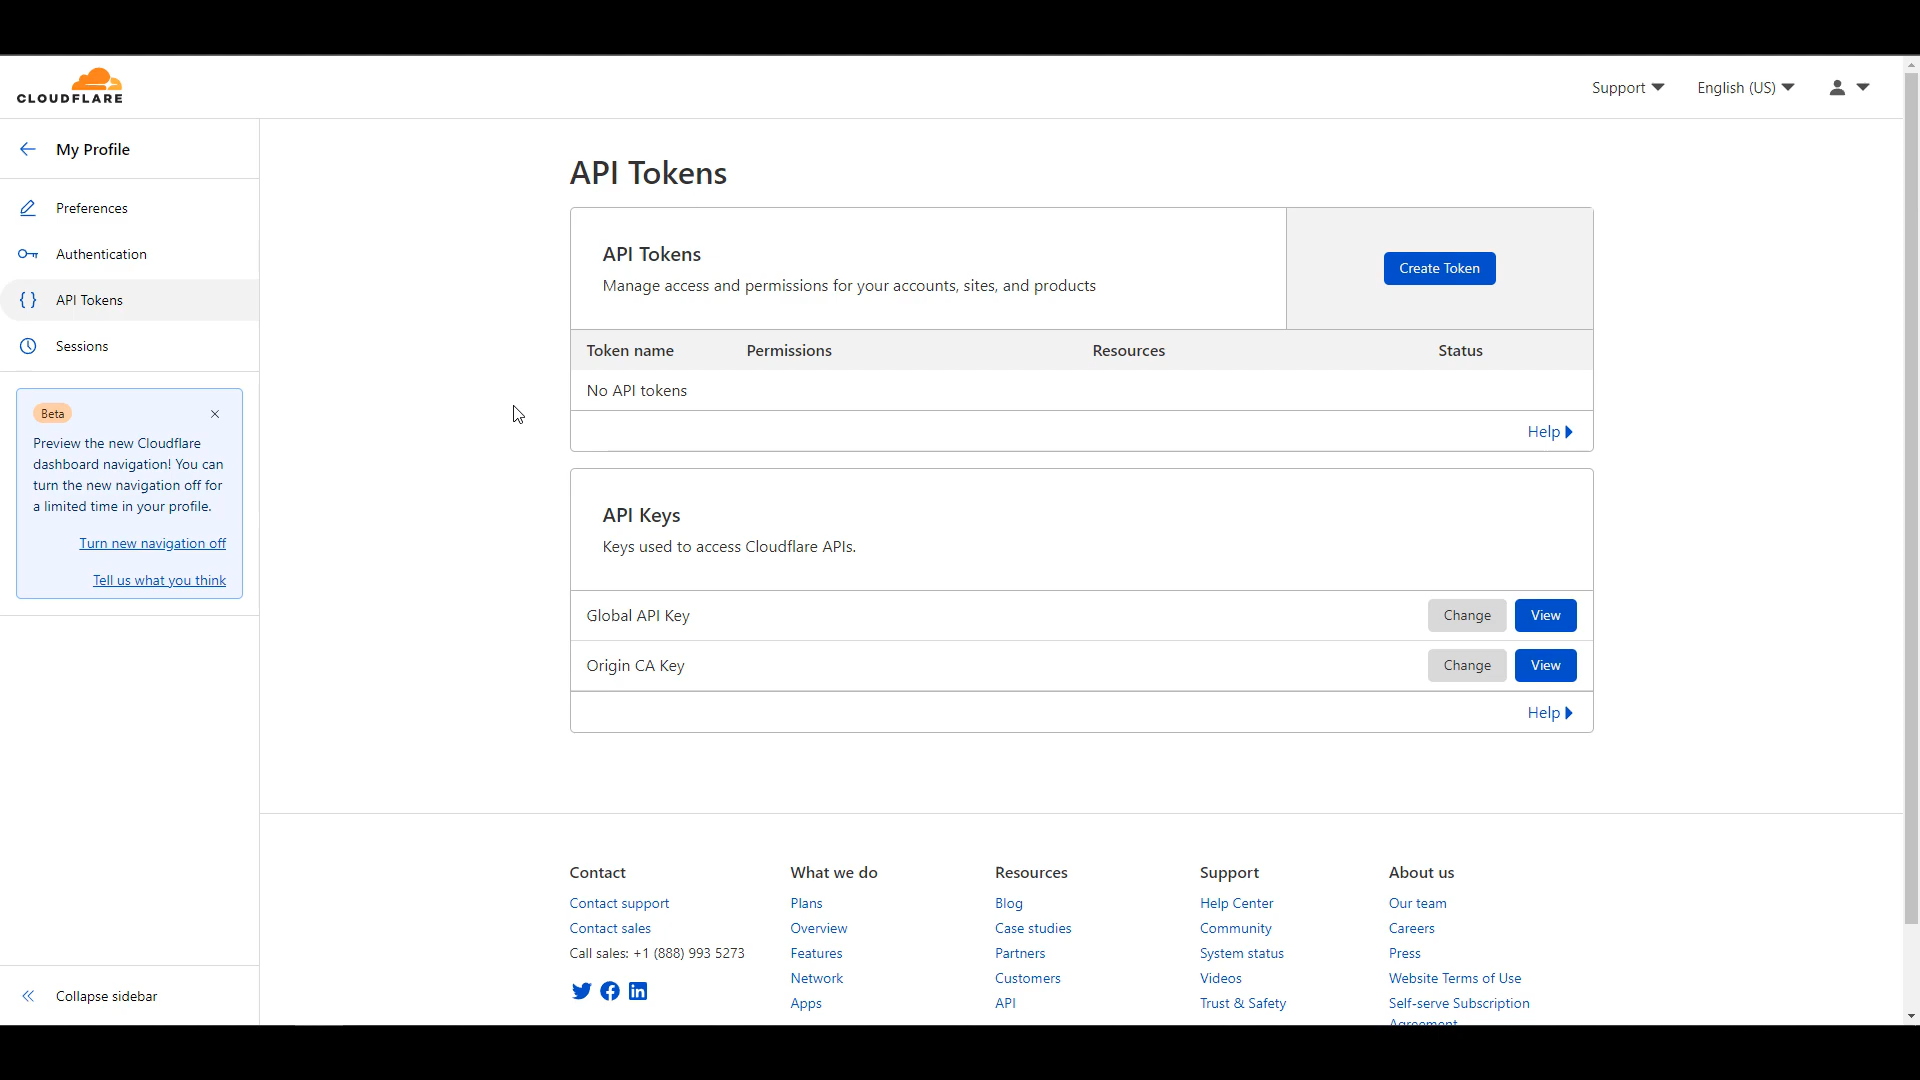 CLOUDFLARE
Support
English (US)
My Profile
Preferences
Authentication
API Tokens
Sessions
Beta
Preview the new Cloudflare
dashboard navigation! You can
turn the new navigation off for
a limited time in your profile.
Turn new navigation off
Tell us what you think
Collapse sidebar
API Tokens
API Tokens
Manage access and permissions for your accounts, sites, and products
Create Token
Token name Permissions Resources Status
No API tokens
Help
API Keys
Keys used to access Cloudflare APIs.
Global API Key Change View
Origin CA Key Change View
Help
Contact
Contact support
Contact sales
Call sales: +1 (888) 993 5273
What we do
Plans
Overview
Features
Network
Apps
Resources
Blog
Case studies
Partners
Customers
API
Support
Help Center
Community
System status
Videos
Trust & Safety
About us
Our team
Careers
Press
Website Terms of Use
Self-serve Subscription
Agreement